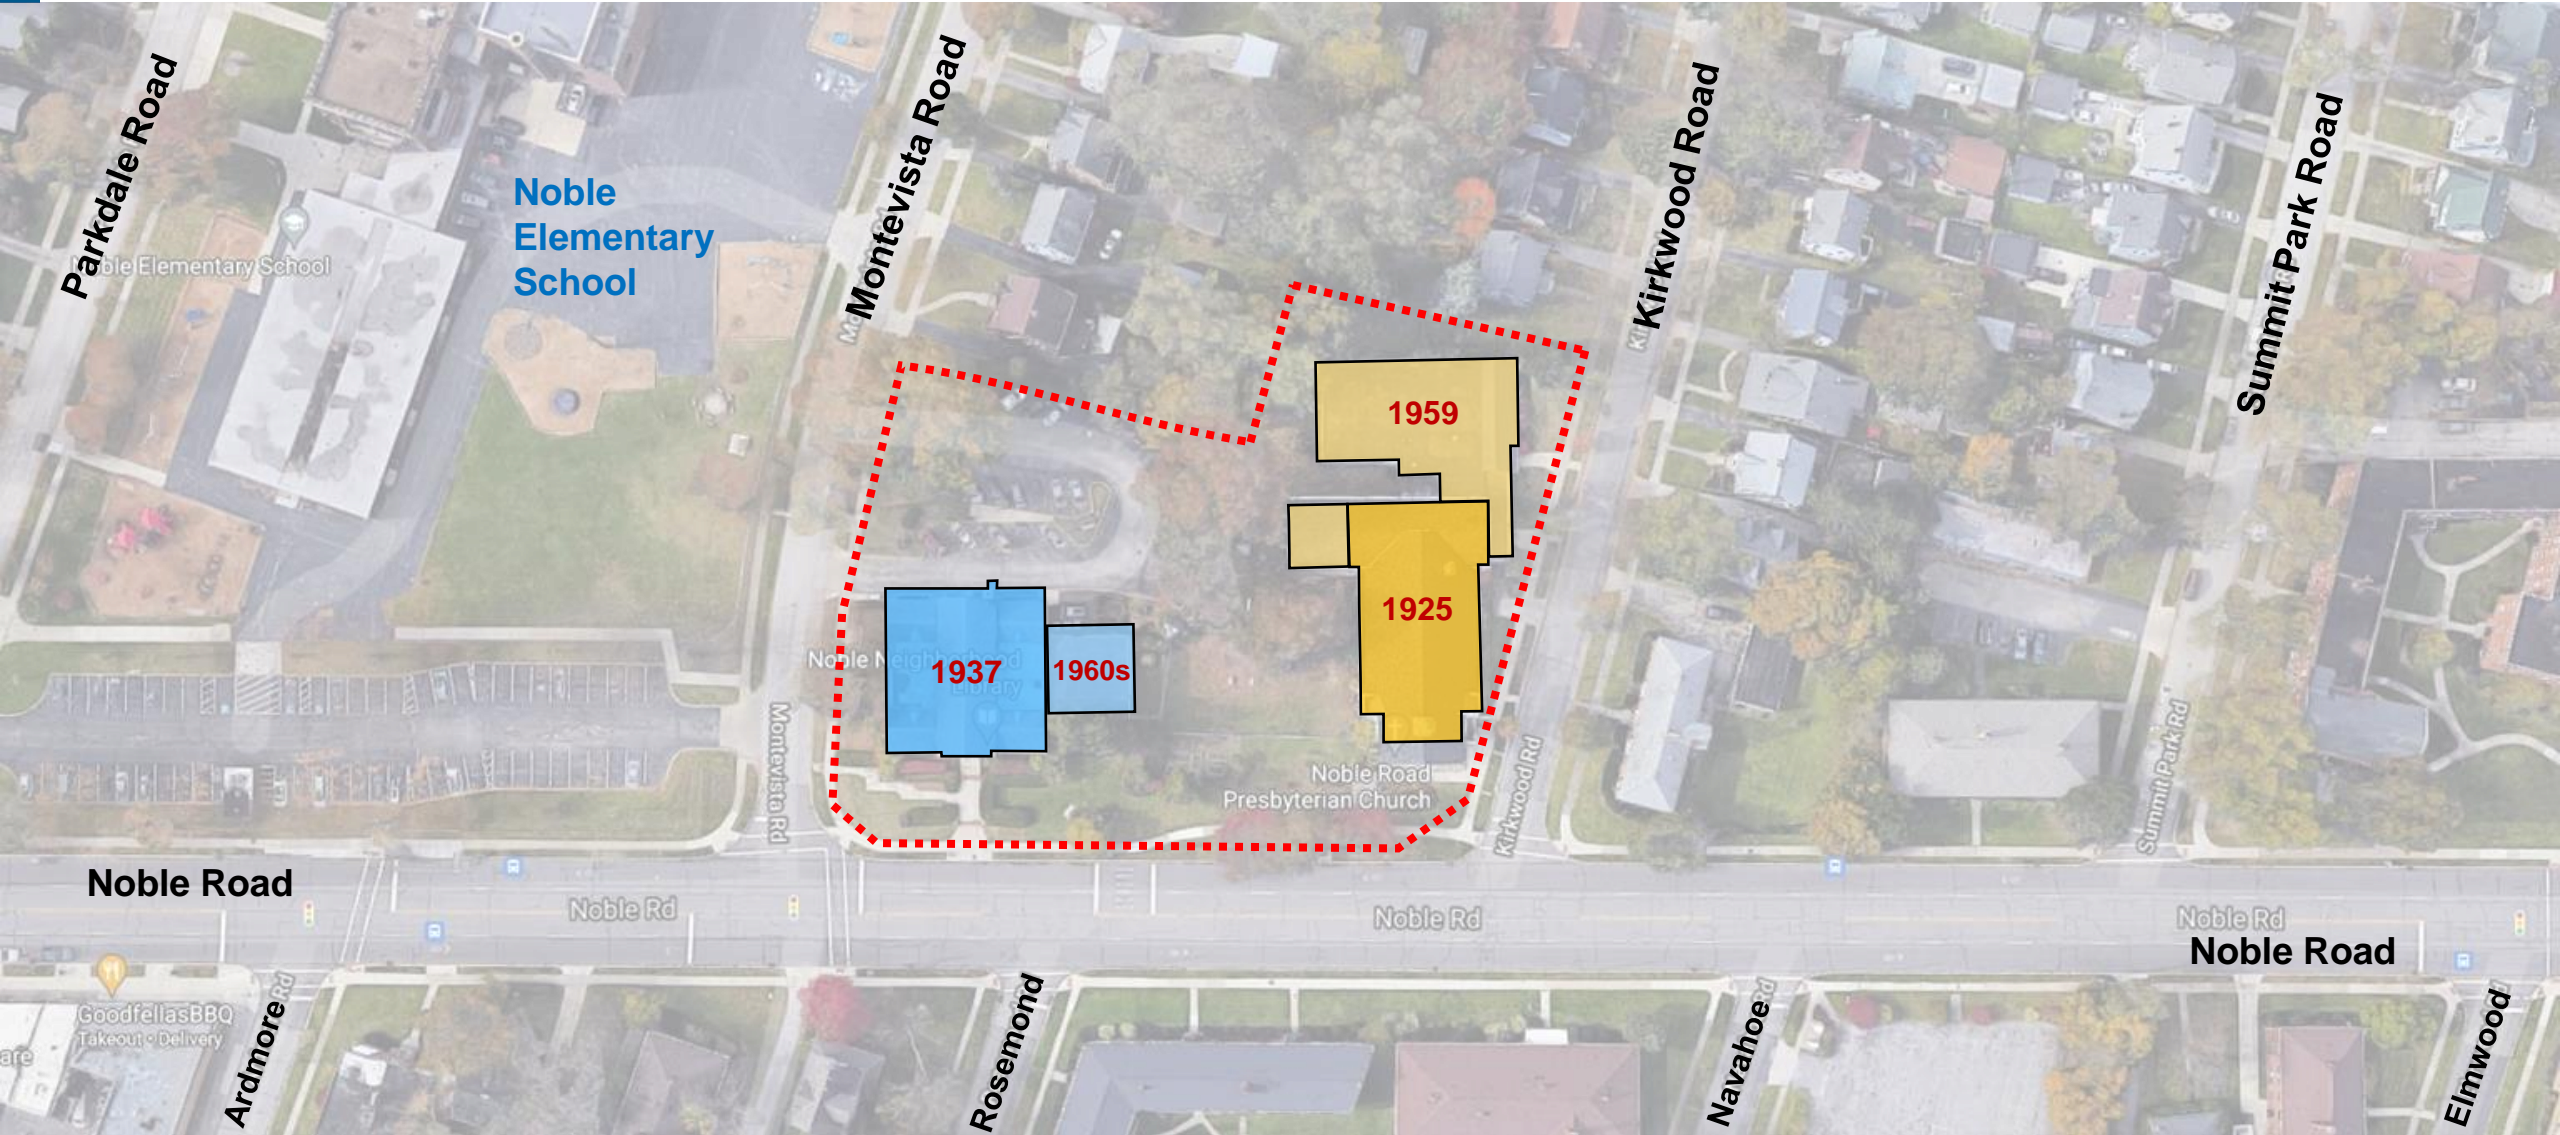 Parkdale Road
Montevista Road
Kirkwood Road
Summit Park Road
Noble
Elementary
School
Noble Elementary School
1959
1925
1937
1960s
Noble Neighborhood
Library
Montevista Rd
Noble Road
Presbyterian Church
Kirkwood Rd
Summit Park Rd
Noble Road
Noble Rd
Noble Rd
Noble Rd
Noble Road
GoodfellasBBQ
Takeout • Delivery
Ardmore Rd
Rosemond
Navahoe
Elmwood